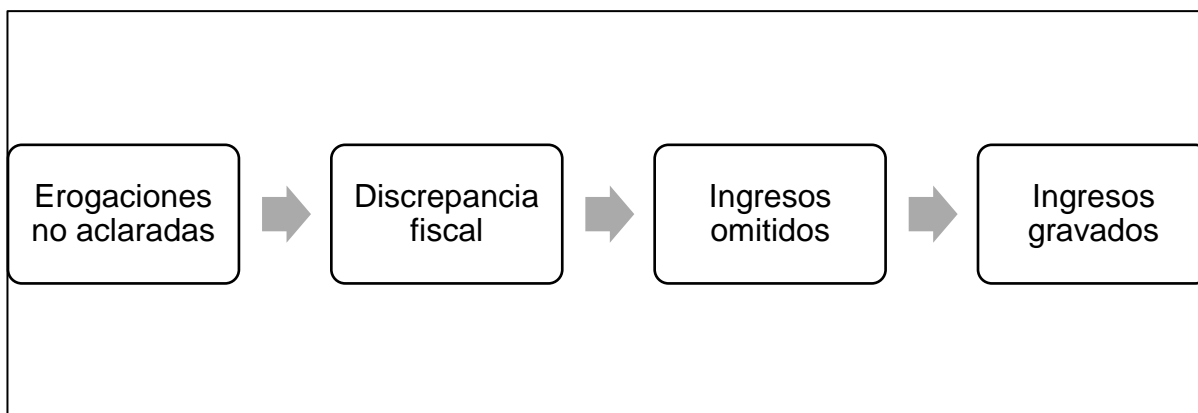 Erogaciones
no aclaradas
Discrepancia
fiscal
Ingresos
omitidos
Ingresos
gravados